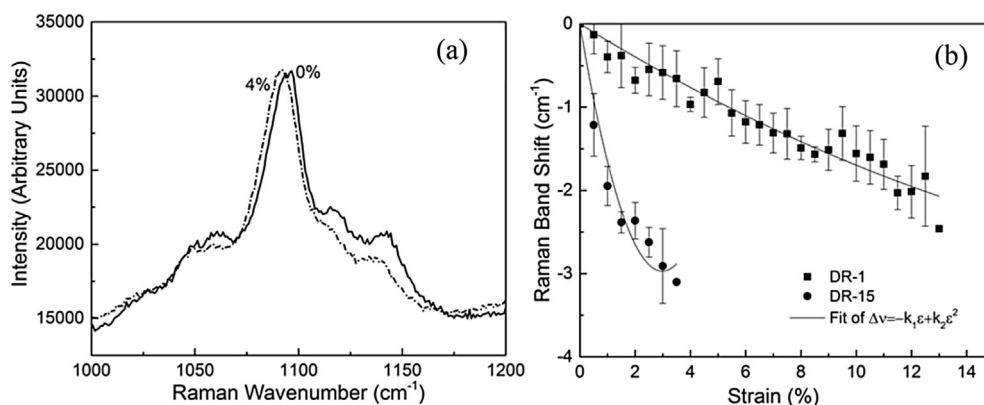 (a)
4%
0%
35000
30000
25000
20000
15000
Intensity (Arbitrary Units)
1000
1050
1100
1150
1200
Raman Wavenumber (cm⁻¹)
(b)
0
-1
-2
-3
-4
Raman Band Shift (cm⁻¹)
DR-1
DR-15
Fit of Δν=-k₁ε+k₂ε²
0 2 4 6 8 10 12 14
Strain (%)